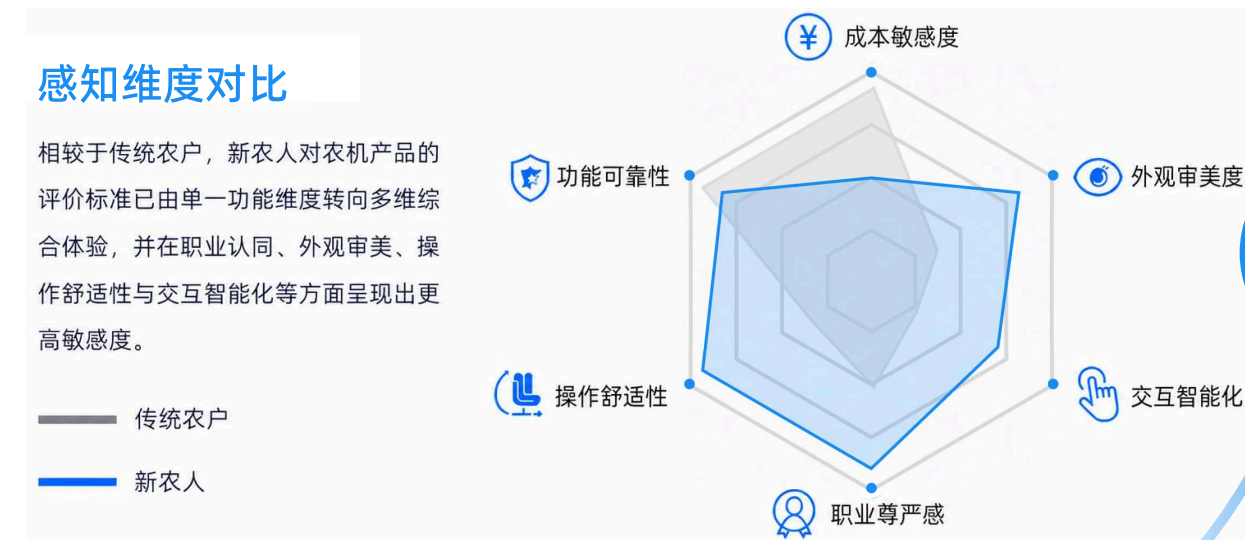 感知维度对比
相较于传统农户，新农人对农机产品的
评价标准已由单一功能维度转向多维综
合体验，并在职业认同、外观审美、操
作舒适性与交互智能化等方面呈现出更
高敏感度。
传统农户
新农人
¥ 成本敏感度
功能可靠性
外观审美度
操作舒适性
交互智能化
职业尊严感